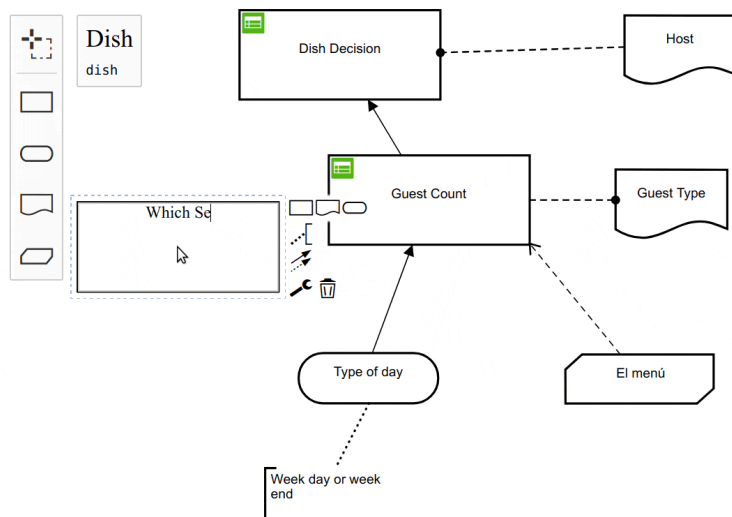 Dish
dish
Dish Decision
Host
Guest Count
Guest Type
Which Se
Type of day
El menú
Week day or week
end